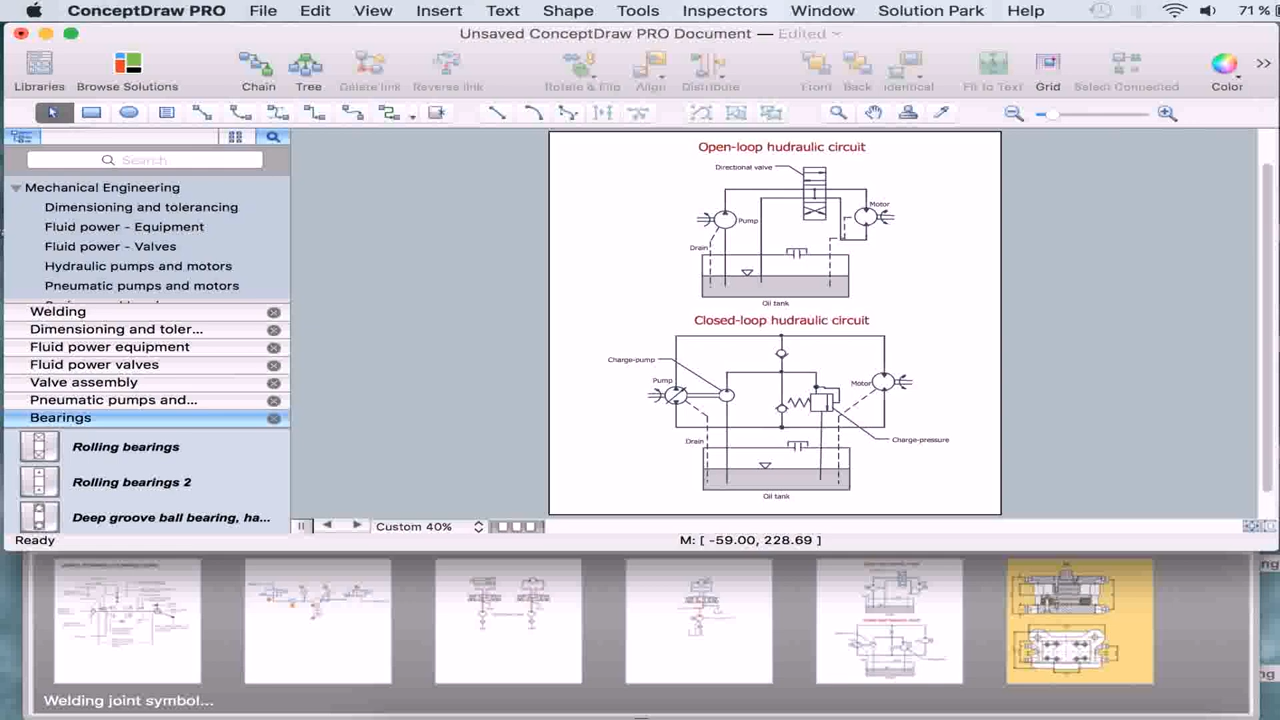 ConceptDraw PRO File Edit View Insert Text Shape Tools Inspectors Window Solution Park Help 71 %
Unsaved ConceptDraw PRO Document — Edited
Libraries Browse Solutions Chain Tree Delete link Reverse link Rotate & Flip Align Distribute Front Back Identical Fit to Text Grid Select Connected Color
Search
Mechanical Engineering
Dimensioning and tolerancing
Fluid power - Equipment
Fluid power - Valves
Hydraulic pumps and motors
Pneumatic pumps and motors
Welding
Dimensioning and toler...
Fluid power equipment
Fluid power valves
Valve assembly
Pneumatic pumps and...
Bearings
Rolling bearings
Rolling bearings 2
Deep groove ball bearing, ha...
Open-loop hudraulic circuit
Directional valve
Motor
Pump
Drain
Oil tank
Closed-loop hudraulic circuit
Charge-pump
Pump
Motor
Drain
Charge-pressure
Oil tank
Custom 40%
Ready
M: [ -59.00, 228.69 ]
Welding joint symbol...